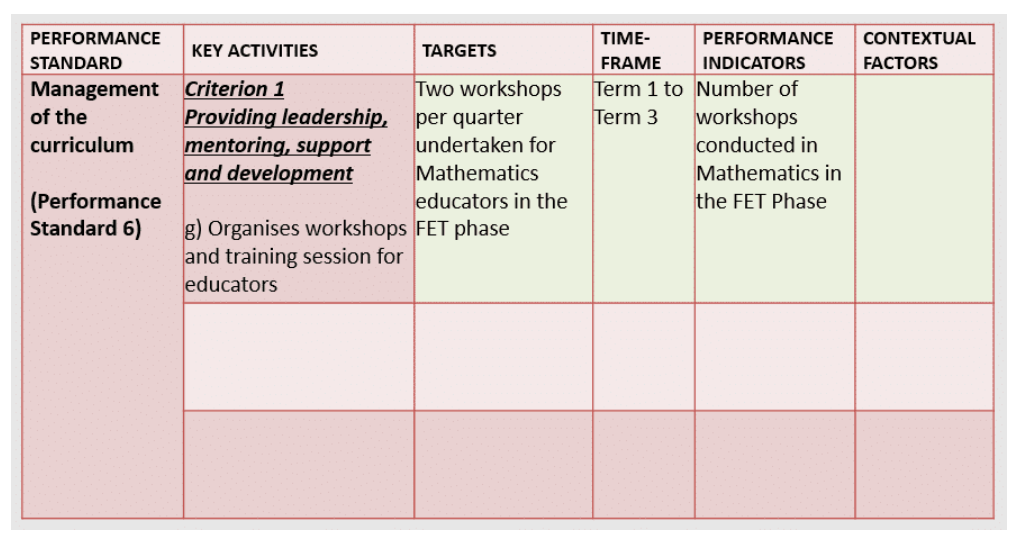 PERFORMANCE
STANDARD
KEY ACTIVITIES
TARGETS
TIME-
FRAME
PERFORMANCE
INDICATORS
CONTEXTUAL
FACTORS
Management
of the
curriculum
(Performance
Standard 6)
Criterion 1
Providing leadership,
mentoring, support
and development
g) Organises workshops
and training session for
educators
Two workshops
per quarter
undertaken for
Mathematics
educators in the
FET phase
Term 1 to
Term 3
Number of
workshops
conducted in
Mathematics in
the FET Phase